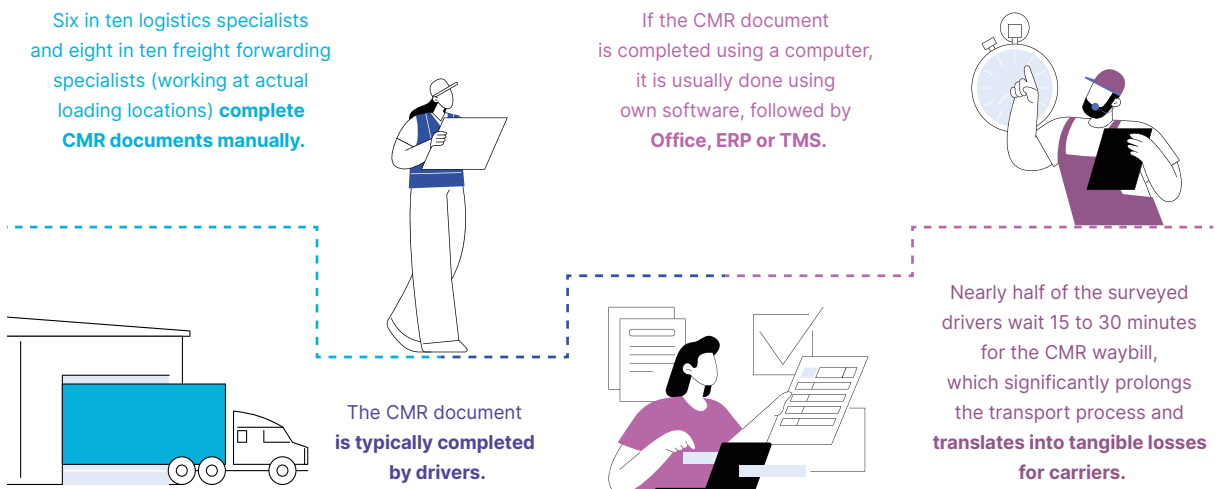 Six in ten logistics specialists
and eight in ten freight forwarding
specialists (working at actual
loading locations) complete
CMR documents manually.
The CMR document
is typically completed
by drivers.
If the CMR document
is completed using a computer,
it is usually done using
own software, followed by
Office, ERP or TMS.
Nearly half of the surveyed
drivers wait 15 to 30 minutes
for the CMR waybill,
which significantly prolongs
the transport process and
translates into tangible losses
for carriers.